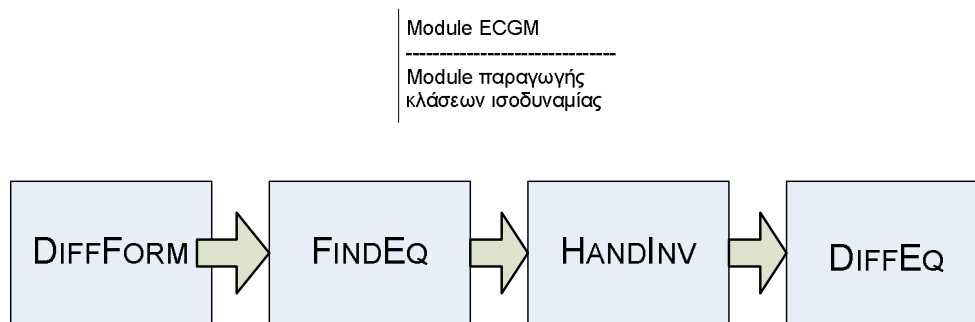 Module ECGM
-------------------------------
Module παραγωγής
κλάσεων ισοδυναμίας
DIFFFORM
FINDEQ
HANDINV
DIFFEQ